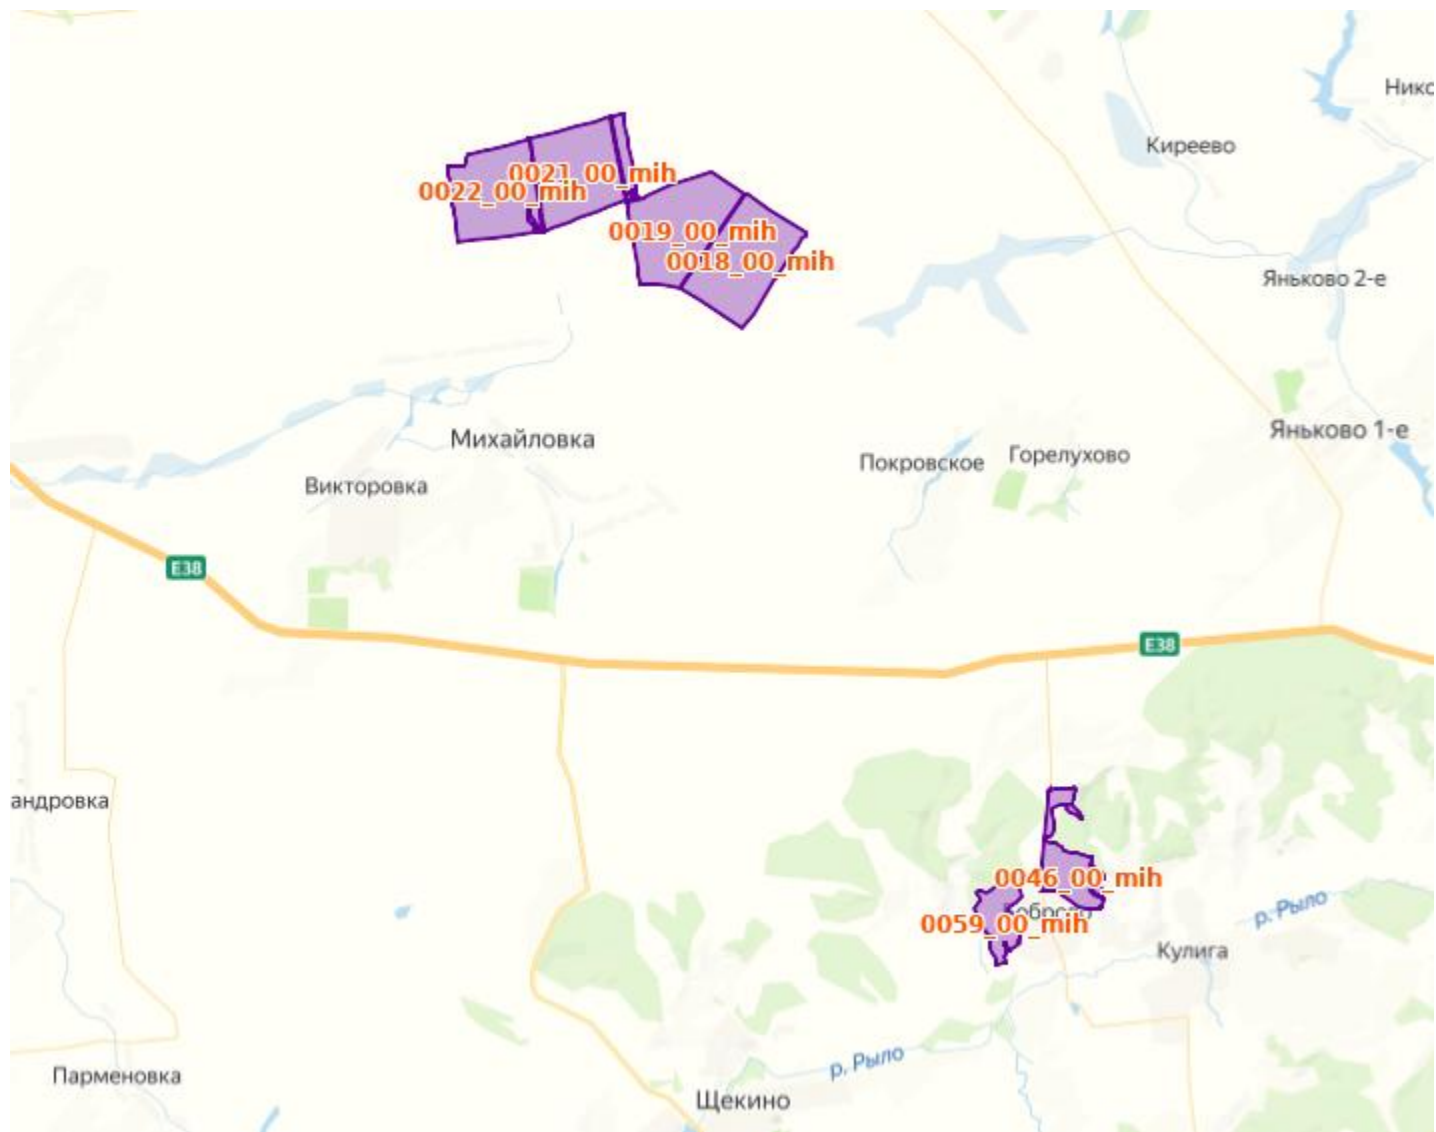 Никс
Киреево
0021_00_mih
0022_00_mih
0019_00_mih
0018_00_mih
Яньково 2-е
Яньково 1-е
Михайловка
Горелухово
Покровское
Викторовка
E38
E38
андровка
0046_00_mih
р. Рыло
0059_00_mih
Кулига
р. Рыло
Парменовка
Щекино